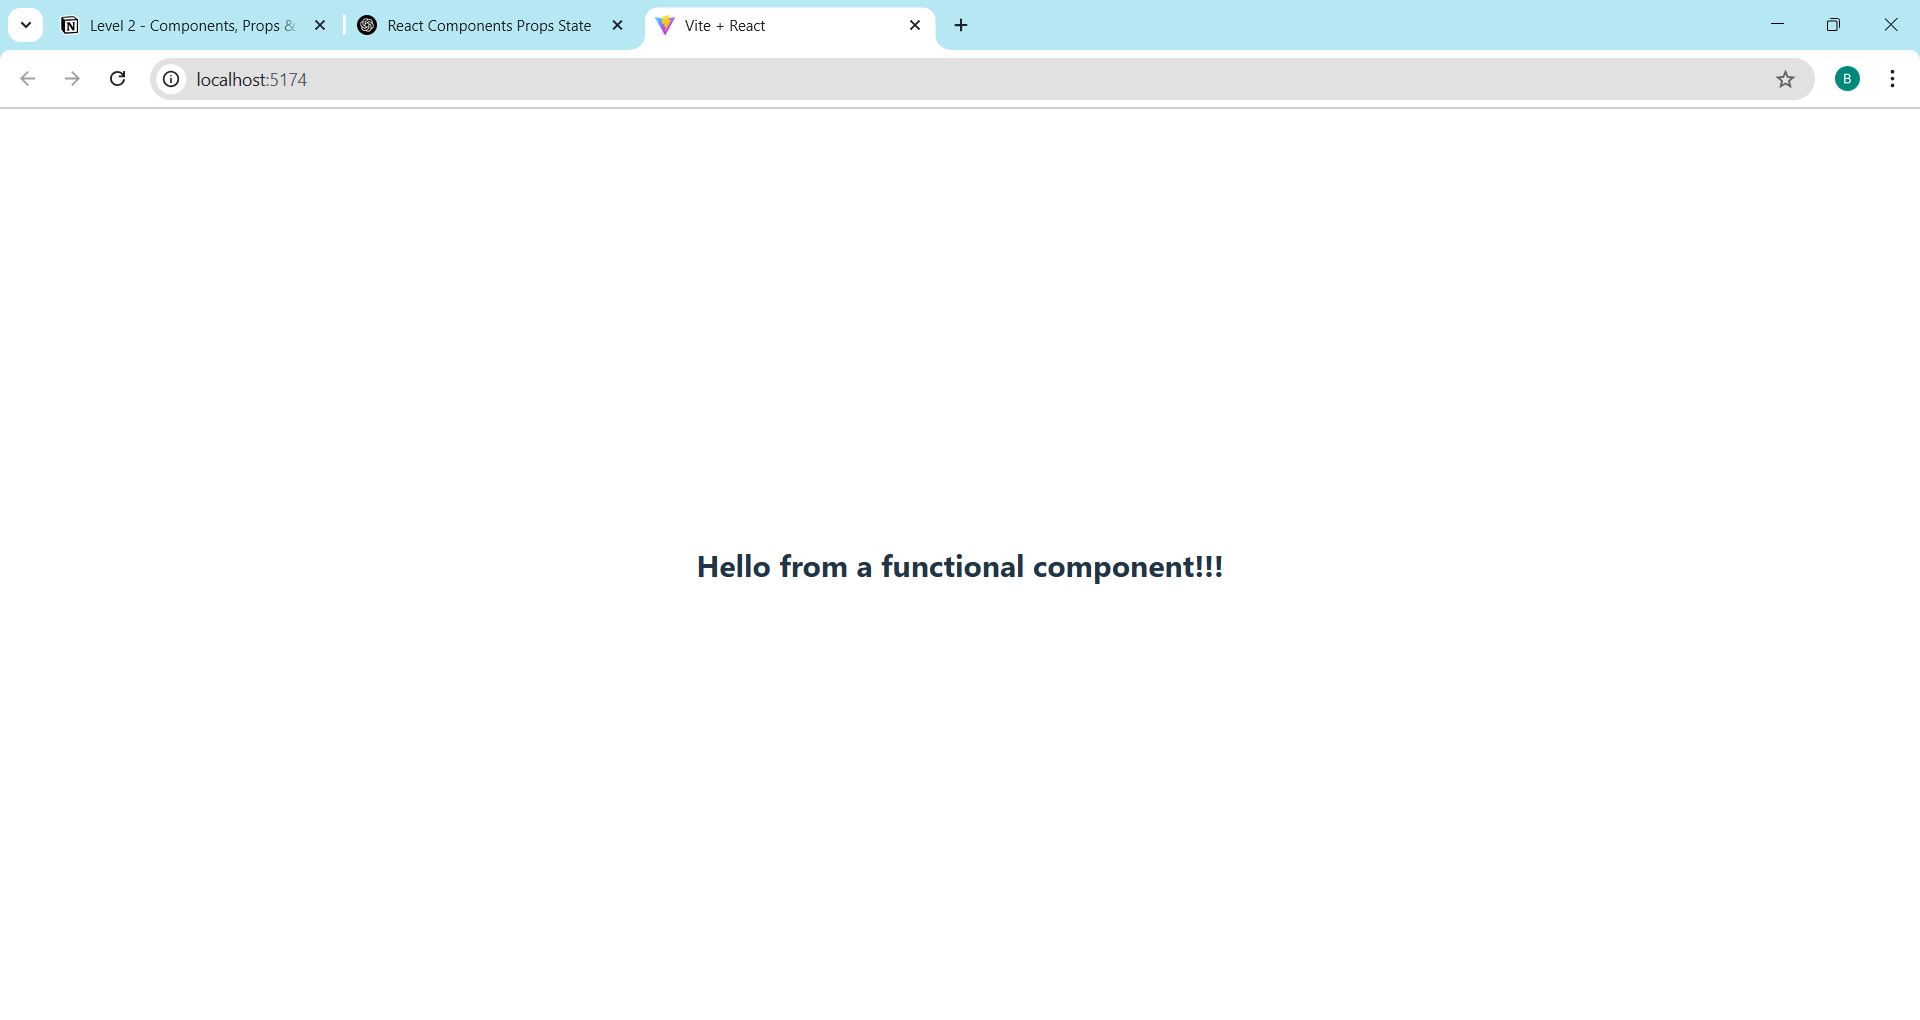 Level 2 - Components, Props &
React Components Props State
Vite + React
localhost:5174
B
Hello from a functional component!!!